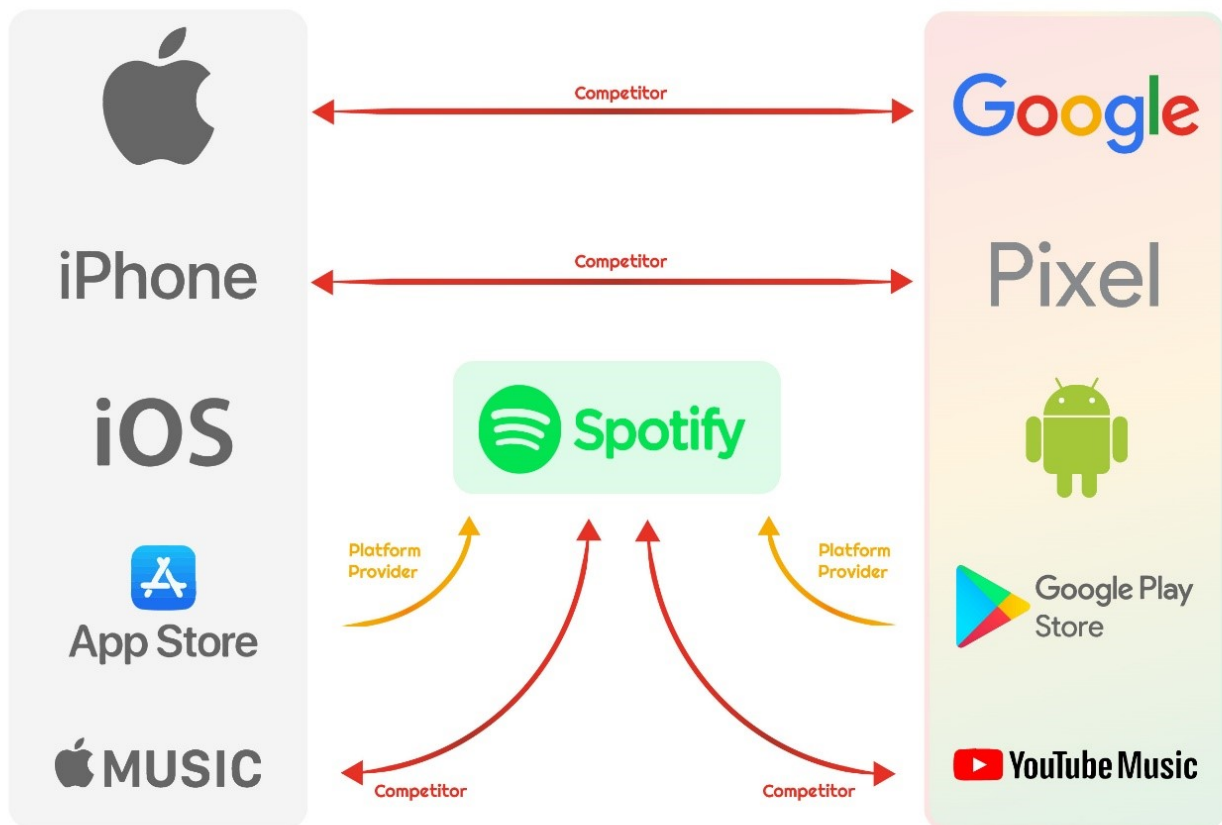 Competitor
Google
iPhone
Competitor
Pixel
iOS
Spotify
Platform
Provider
Platform
Provider
App Store
Google Play
Store
MUSIC
Competitor
Competitor
YouTube Music